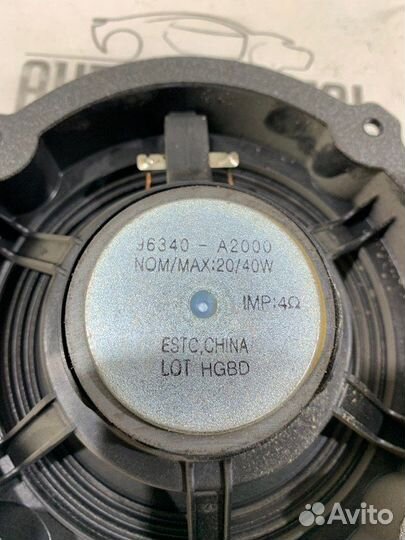 96340 - A2000
NOM/MAX:20/40W
IMP:4Ω
ESTC,CHINA
LOT HGBD
Avito